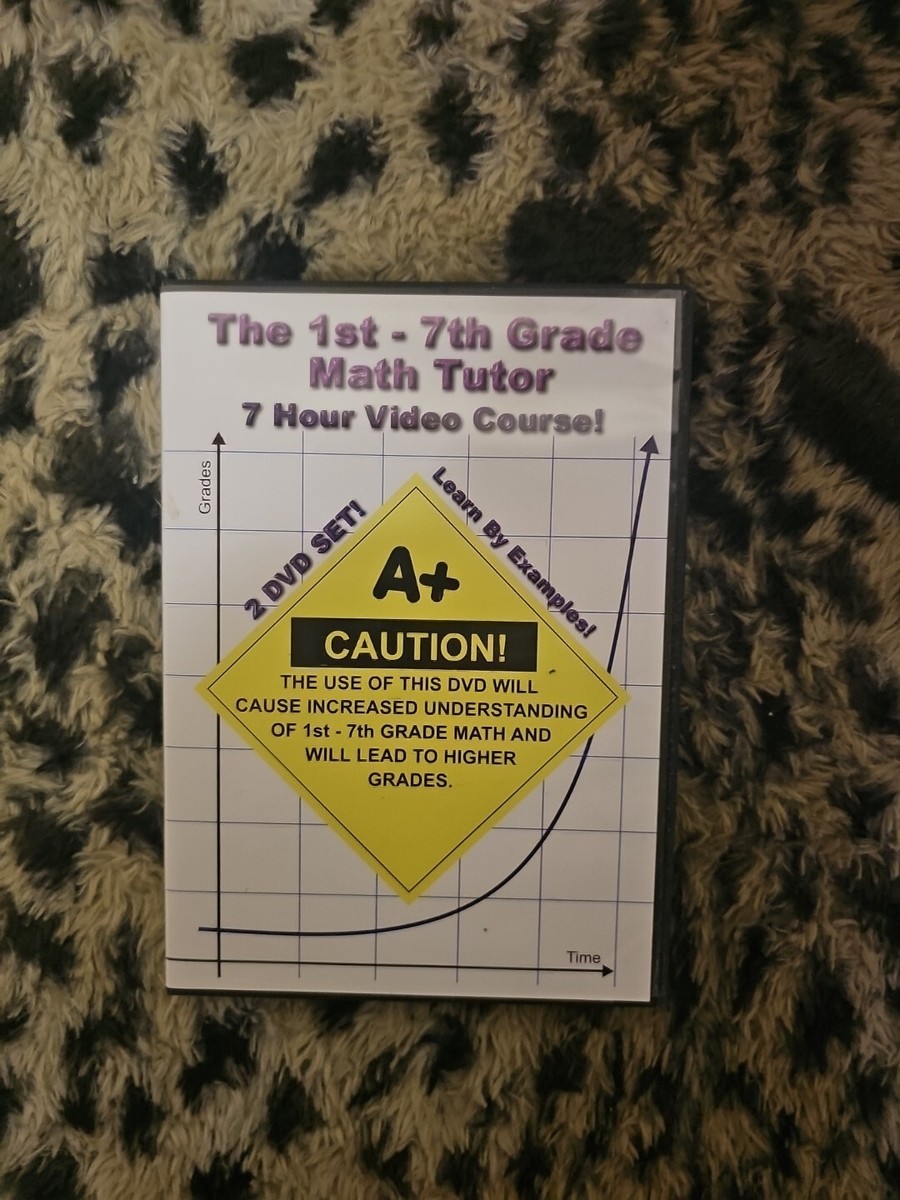 The 1st - 7th Grade
Math Tutor
7 Hour Video Course!
Grades
2 DVD SET!
Learn By Examples!
A+
CAUTION!
THE USE OF THIS DVD WILL
CAUSE INCREASED UNDERSTANDING
OF 1st - 7th GRADE MATH AND
WILL LEAD TO HIGHER
GRADES.
Time